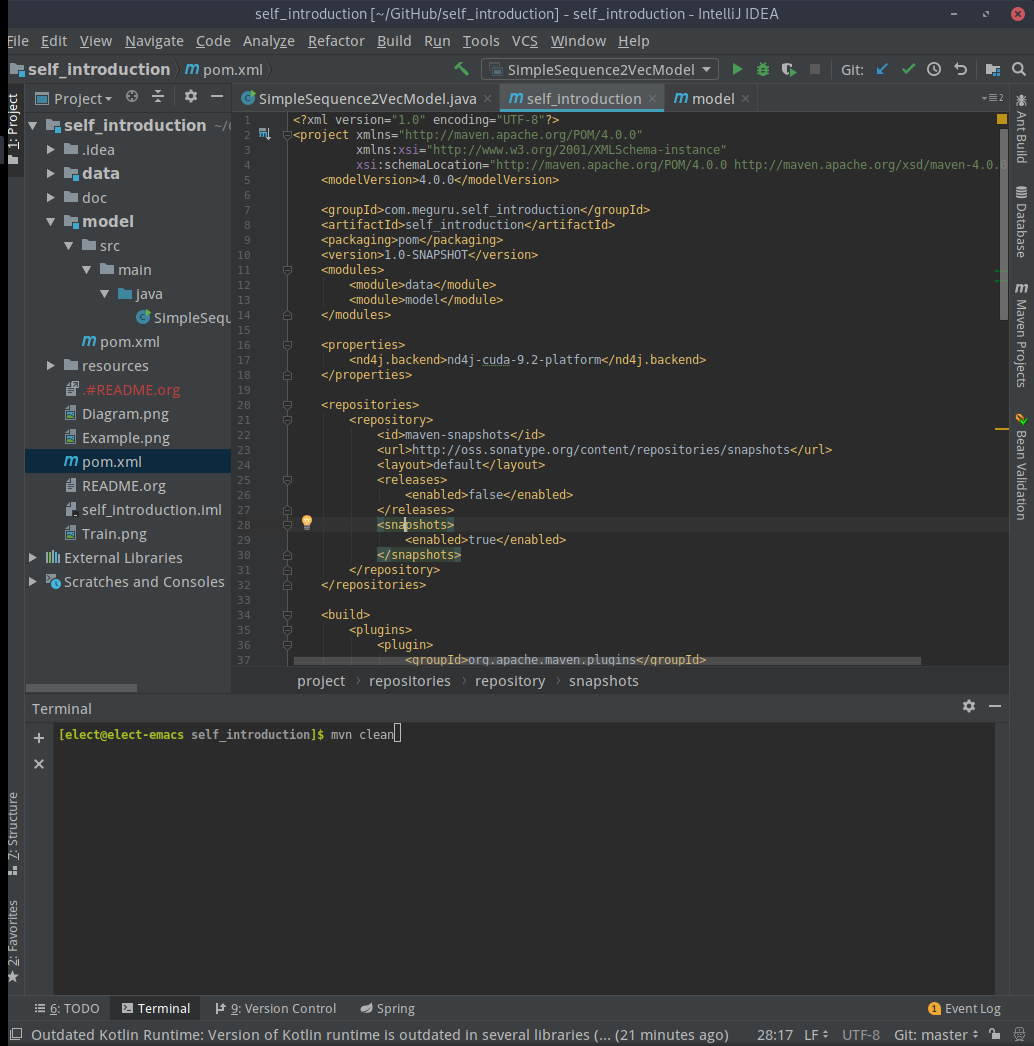 self_introduction [~/GitHub/self_introduction] - self_introduction - IntelliJ IDEA
File Edit View Navigate Code Analyze Refactor Build Run Tools VCS Window Help
self_introduction pom.xml SimpleSequence2VecModel Git:
1: Project
Project
SimpleSequence2VecModel.java self_introduction model 2
self_introduction ~/
.idea
data
doc
model
src
main
java
SimpleSequ
pom.xml
resources
.#README.org
Diagram.png
Example.png
pom.xml
README.org
self_introduction.iml
Train.png
External Libraries
Scratches and Consoles
1 <?xml version="1.0" encoding="UTF-8"?>
2 <project xmlns="http://maven.apache.org/POM/4.0.0"
3 xmlns:xsi="http://www.w3.org/2001/XMLSchema-instance"
4 xsi:schemaLocation="http://maven.apache.org/POM/4.0.0 http://maven.apache.org/xsd/maven-4.0.0
5 <modelVersion>4.0.0</modelVersion>
6
7 <groupId>com.meguru.self_introduction</groupId>
8 <artifactId>self_introduction</artifactId>
9 <packaging>pom</packaging>
10 <version>1.0-SNAPSHOT</version>
11 <modules>
12 <module>data</module>
13 <module>model</module>
14 </modules>
15
16 <properties>
17 <nd4j.backend>nd4j-cuda-9.2-platform</nd4j.backend>
18 </properties>
19
20 <repositories>
21 <repository>
22 <id>maven-snapshots</id>
23 <url>http://oss.sonatype.org/content/repositories/snapshots</url>
24 <layout>default</layout>
25 <releases>
26 <enabled>false</enabled>
27 </releases>
28 <snapshots>
29 <enabled>true</enabled>
30 </snapshots>
31 </repository>
32 </repositories>
33
34 <build>
35 <plugins>
36 <plugin>
37 <groupId>org.apache.maven.plugins</groupId>
project repositories repository snapshots
Ant Build
Database
Maven Projects
Bean Validation
Terminal
[elect@elect-emacs self_introduction]$ mvn clean
7: Structure
2: Favorites
6: TODO Terminal 9: Version Control Spring 1 Event Log
Outdated Kotlin Runtime: Version of Kotlin runtime is outdated in several libraries (... (21 minutes ago) 28:17 LF UTF-8 Git: master